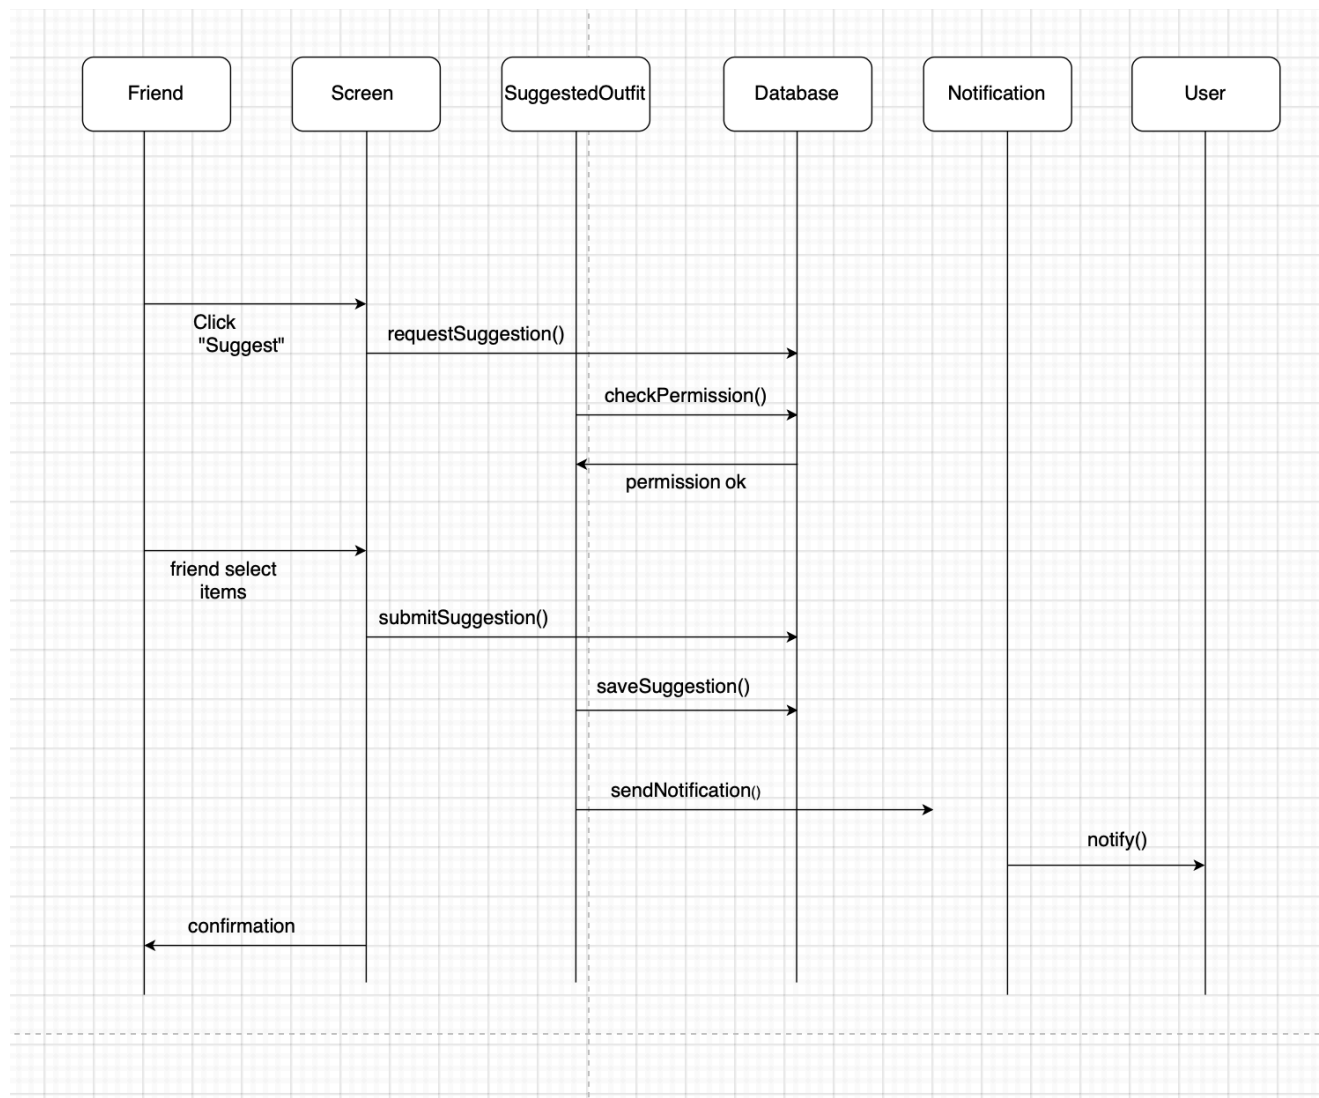 Friend
Screen
SuggestedOutfit
Database
Notification
User
Click
"Suggest"
requestSuggestion()
checkPermission()
permission ok
friend select
items
submitSuggestion()
saveSuggestion()
sendNotification()
notify()
confirmation